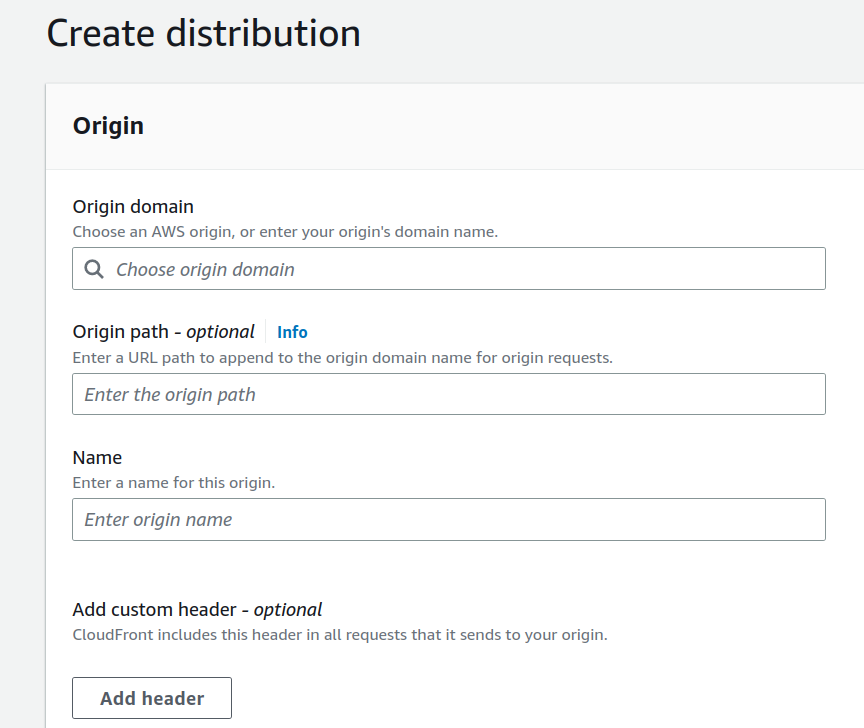 Create distribution
Origin
Origin domain
Choose an AWS origin, or enter your origin's domain name.
Choose origin domain
Origin path - optional Info
Enter a URL path to append to the origin domain name for origin requests.
Enter the origin path
Name
Enter a name for this origin.
Enter origin name
Add custom header - optional
CloudFront includes this header in all requests that it sends to your origin.
Add header